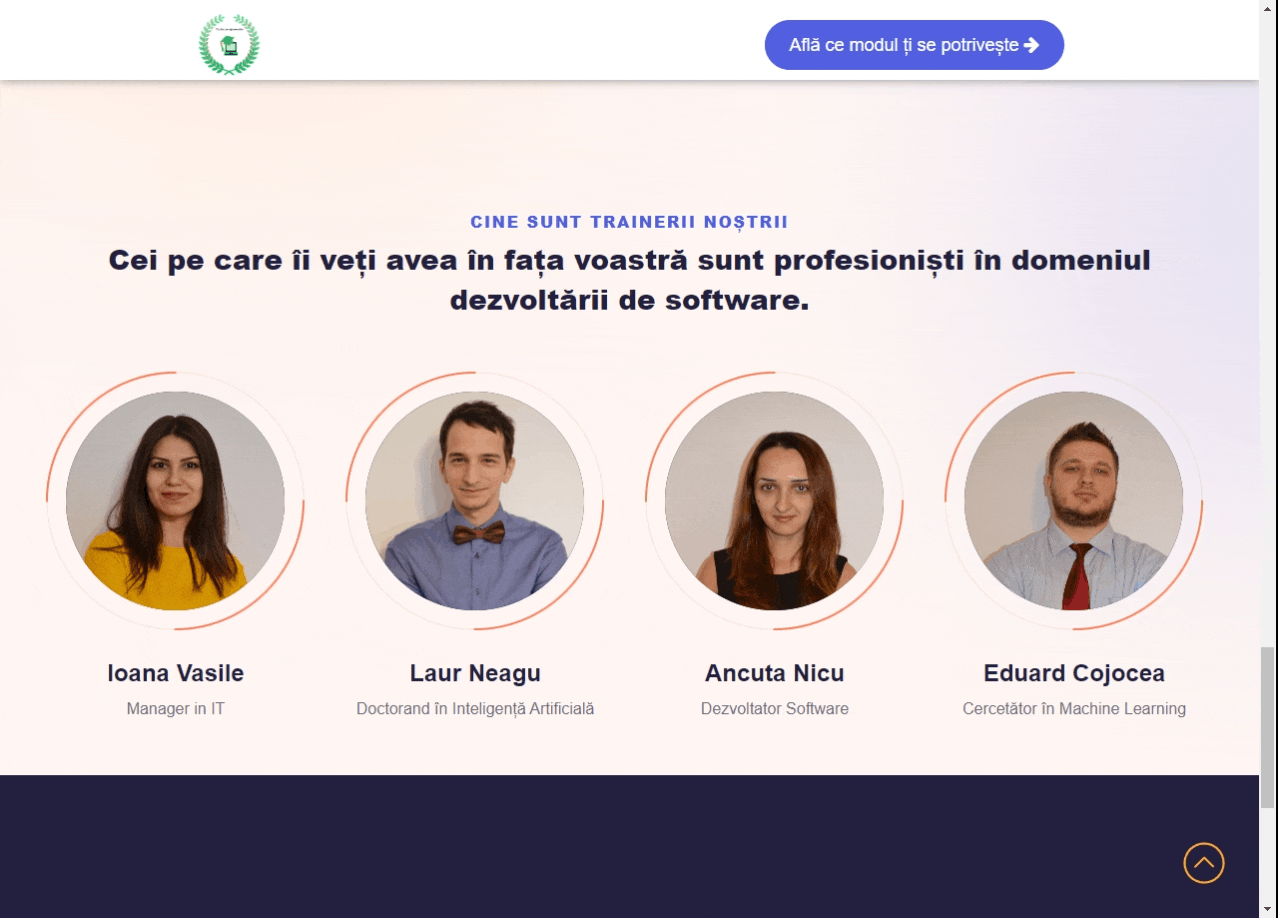 Află ce modul ți se potrivește
CINE SUNT TRAINERII NOȘTRII
Cei pe care îi veți avea în fața voastră sunt profesioniști în domeniul
dezvoltării de software.
Ioana Vasile
Laur Neagu
Ancuta Nicu
Eduard Cojocea
Manager in IT
Doctorand în Inteligență Artificială
Dezvoltator Software
Cercetător în Machine Learning